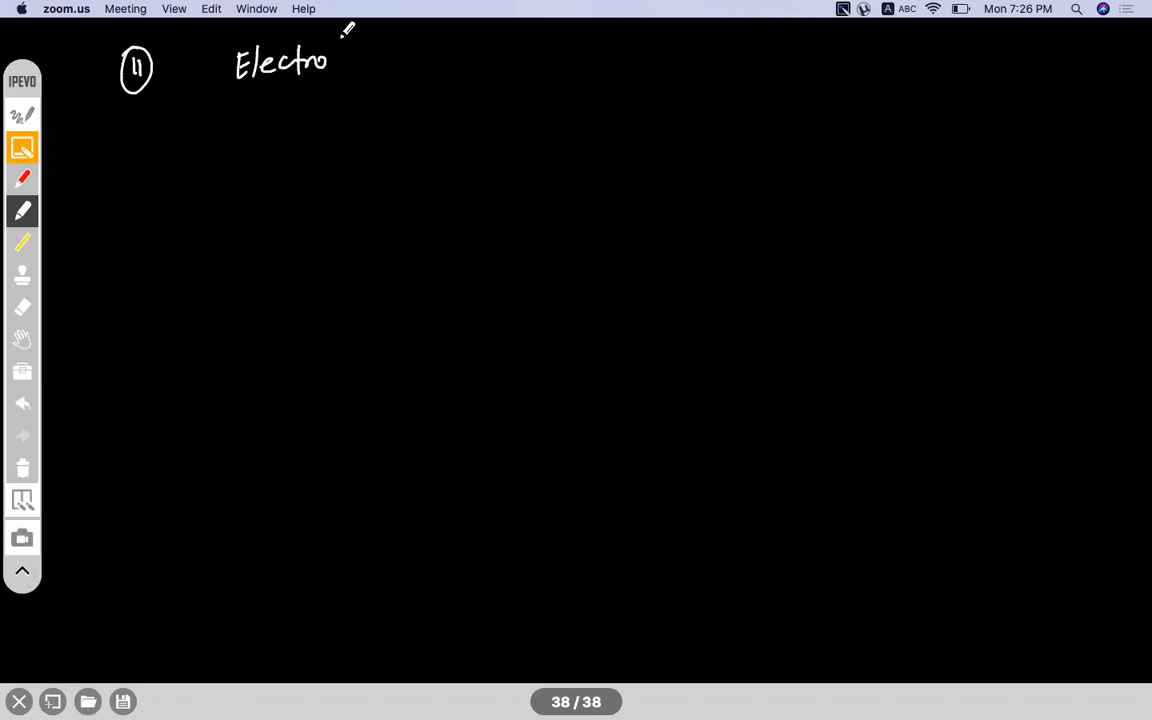 zoom.us Meeting View Edit Window Help A ABC Mon 7:26 PM
11 Electro
IPEVO
38 / 38